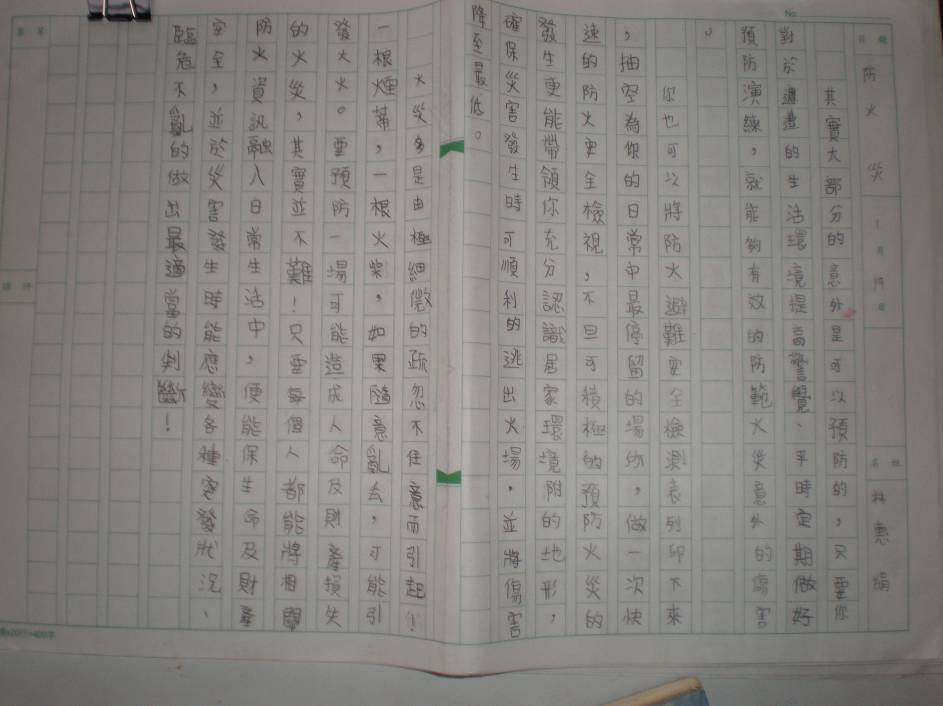 No.
題目
防火災
1月19日
姓名
林惠娟
其實大部分的意外是可以預防的，只要你
對於週遭的生活環境提高警覺、平時定期做好
預防演練，就能夠有效的防範火災意外的傷害
。
你也可以將防火避難安全檢測表列印下來
，抽空為你的日常中最停留的場所，做一次快
速的防火安全檢視，不但可積極的預防火災的
發生更能帶領你充分認識居家環境附的地形，
確保災害發生時可順利的逃出火場，並將傷害
降至最低。
火災多是由極細微的疏忽不注意而引起！
一根煙蒂，一根火柴，如果隨意亂丟，可能引
發大火。要預防一場可能造成人命及財產損失
的火災，其實並不難！只要每個人都能將相關
防火資訊融入日常生活中，便能保生命及財產
安全，並於災害發生時能應變各種突發狀況、
臨危不亂的做出最適當的判斷！